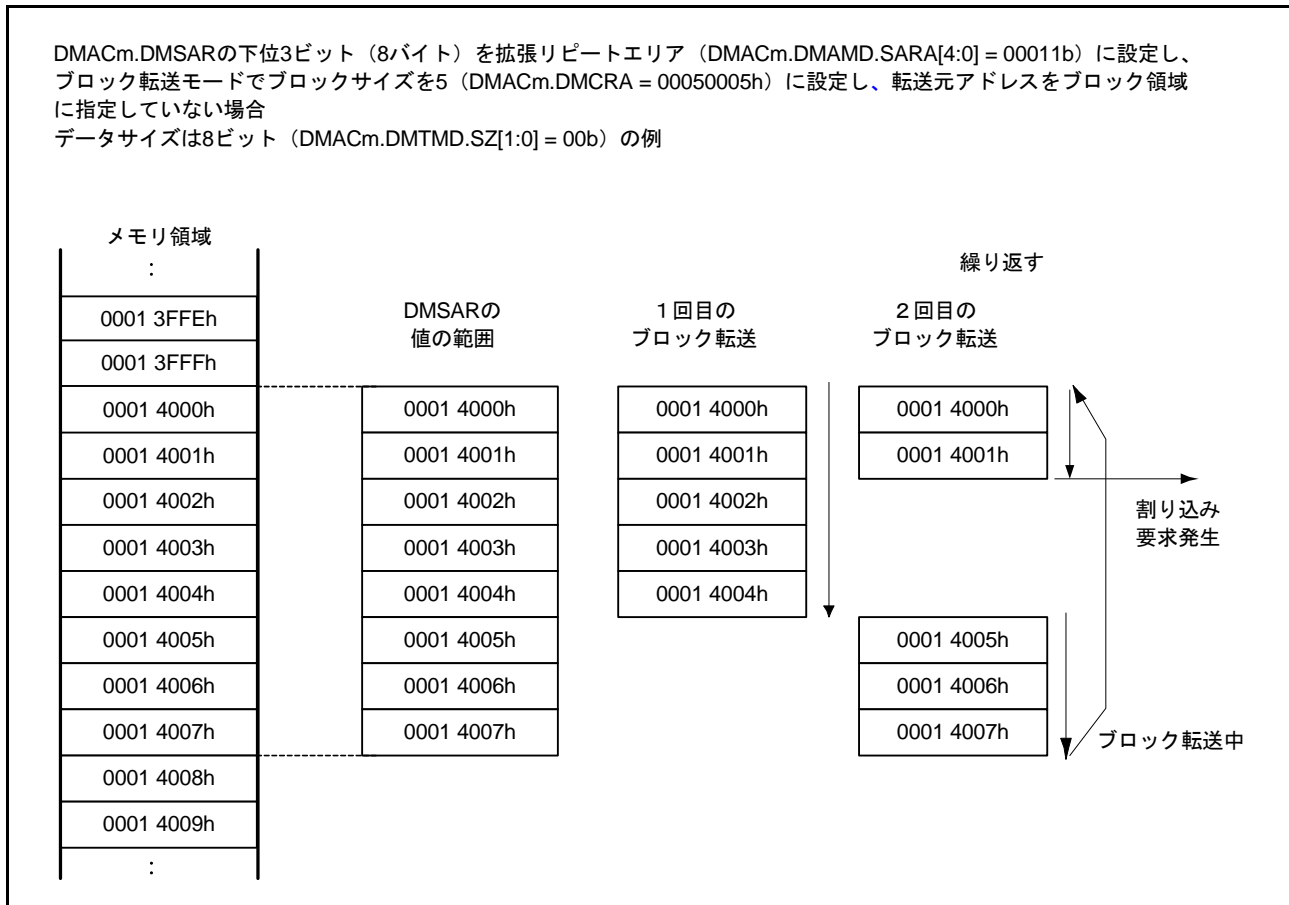 DMACm.DMSARの下位3ビット（8バイト）を拡張リピートエリア（DMACm.DMAMD.SARA[4:0] = 00011b）に設定し、
ブロック転送モードでブロックサイズを5（DMACm.DMCRA = 00050005h）に設定し、転送元アドレスをブロック領域
に指定していない場合
データサイズは8ビット（DMACm.DMTMD.SZ[1:0] = 00b）の例
メモリ領域
:
0001 3FFEh
0001 3FFFh
0001 4000h
0001 4001h
0001 4002h
0001 4003h
0001 4004h
0001 4005h
0001 4006h
0001 4007h
0001 4008h
0001 4009h
:
DMSARの
値の範囲
0001 4000h
0001 4001h
0001 4002h
0001 4003h
0001 4004h
0001 4005h
0001 4006h
0001 4007h
１回目の
ブロック転送
0001 4000h
0001 4001h
0001 4002h
0001 4003h
0001 4004h
繰り返す
２回目の
ブロック転送
0001 4000h
0001 4001h
0001 4005h
0001 4006h
0001 4007h
割り込み
要求発生
ブロック転送中